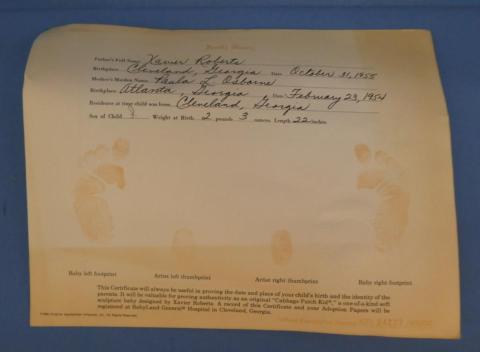 Family History
Father's Full Name Xavier Roberts
Birthplace Cleveland, Georgia Date October 31, 1955
Mother's Maiden Name Paula L. Osborne
Birthplace Atlanta, Georgia Date February 23, 1954
Residence at time child was born Cleveland, Georgia
Sex of Child Weight at Birth 2 pounds 3 ounces. Length 22 inches.
Baby left footprint Artist left thumbprint Artist right thumbprint Baby right footprint
This Certificate will always be useful in proving the date and place of your child's birth and the identity of the
parents. It will be valuable for proving authenticity as an original "Cabbage Patch Kid®," a one-of-a-kind soft
sculpture baby designed by Xavier Roberts. A record of this Certificate and your Adoption Papers will be
registered at BabyLand General® Hospital in Cleveland, Georgia.
All Rights Reserved